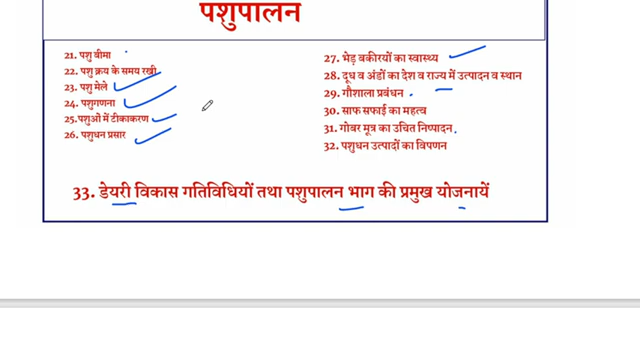 पशुपालन
21. पशु बीमा
22. पशु क्रय के समय रखी
23. पशु मेले
24. पशुगणना
25.पशुओं में टीकाकरण
26. पशुधन प्रसार
27. भेड़ बकीरयों का स्वास्थ्य
28. दूध व अंडों का देश व राज्य में उत्पादन व स्थान
29. गौशाला प्रबंधन
30. साफ सफाई का महत्व
31. गोबर मूत्र का उचित निष्पादन
32. पशुधन उत्पादों का विपणन
33. डेयरी विकास गतिविधियों तथा पशुपालन भाग की प्रमुख योजनायें